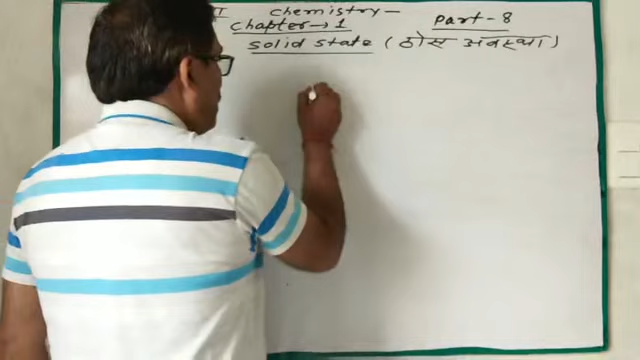 Chemistry—
Chapter→1 Part-8
Solid state (ठोस अवस्था)